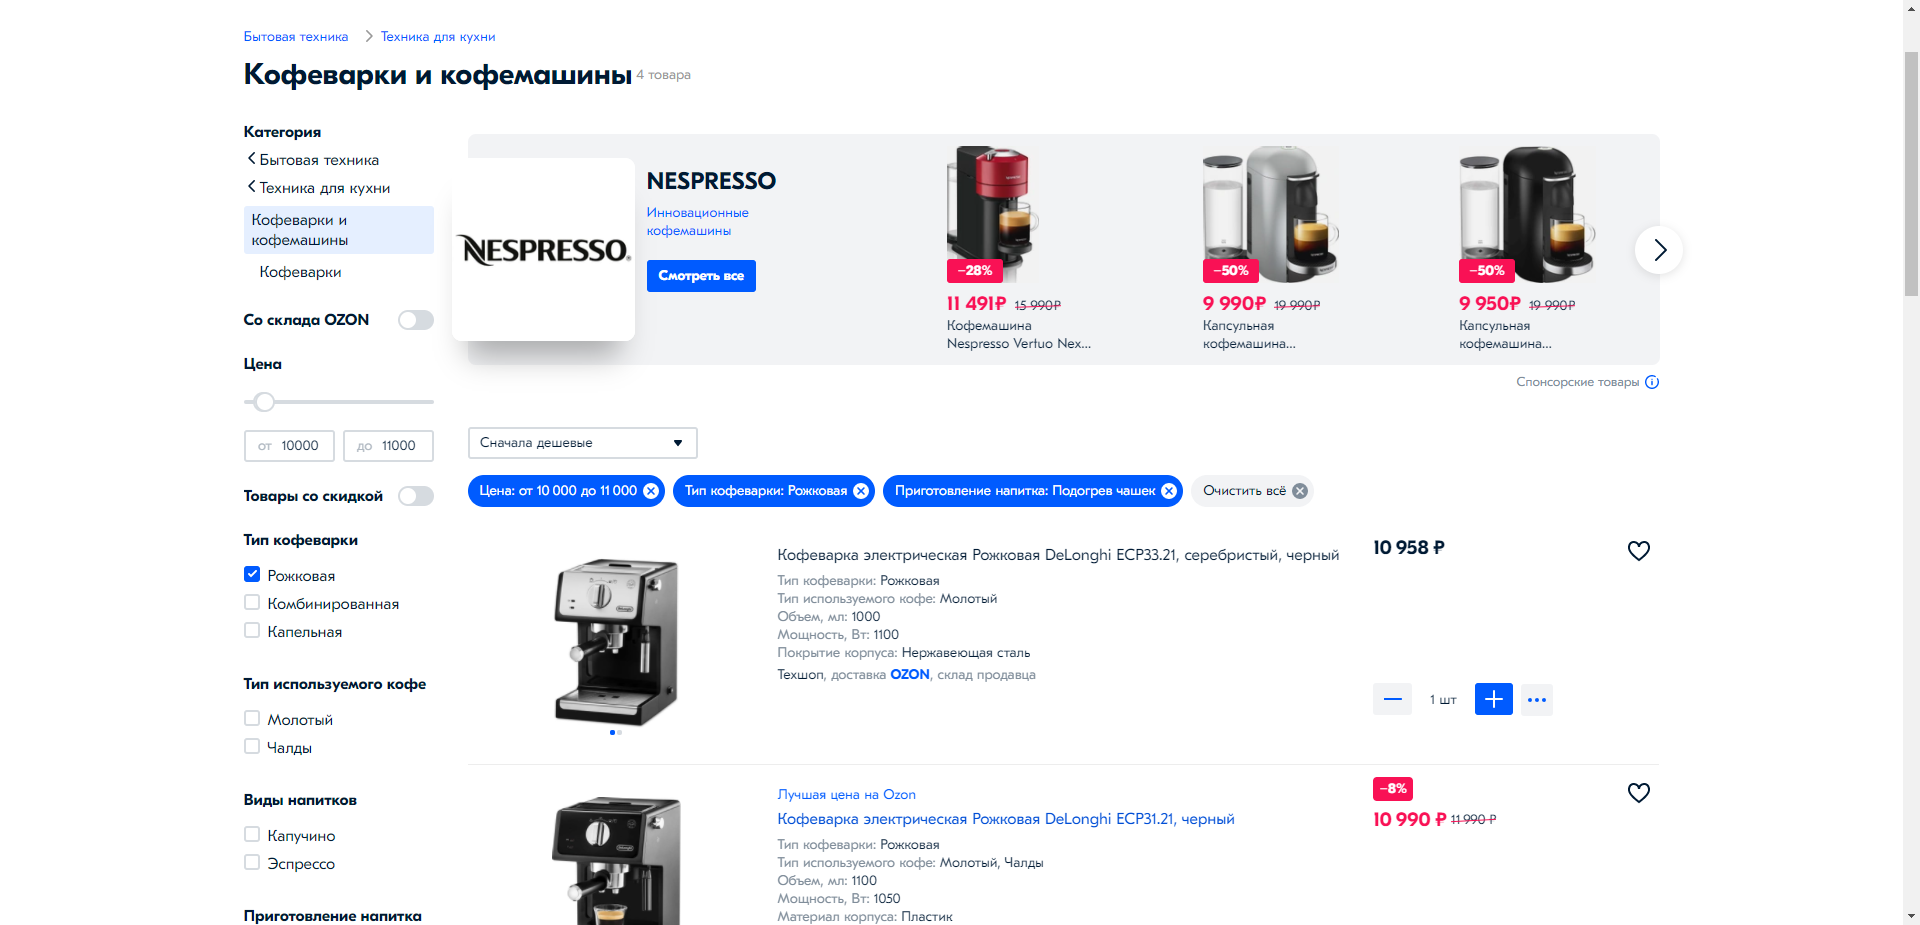 Бытовая техника
Техника для кухни
Кофеварки и кофемашины 4 товара
Категория
Бытовая техника
Техника для кухни
Кофеварки и
кофемашины
Кофеварки
Со склада OZON
Цена
от 10000
до 11000
Товары со скидкой
Тип кофеварки
Рожковая
Комбинированная
Капельная
Тип используемого кофе
Молотый
Чалды
Виды напитков
Капучино
Эспрессо
Приготовление напитка
NESPRESSO
NESPRESSO
Инновационные
кофемашины
Смотреть все
−28%
11 491₽ 15 990₽
Кофемашина
Nespresso Vertuo Nex...
−50%
9 990₽ 19 990₽
Капсульная
кофемашина...
−50%
9 950₽ 19 990₽
Капсульная
кофемашина...
Спонсорские товары
Сначала дешевые
Цена: от 10 000 до 11 000
Тип кофеварки: Рожковая
Приготовление напитка: Подогрев чашек
Очистить всё
Кофеварка электрическая Рожковая DeLonghi ECP33.21, серебристый, черный
Тип кофеварки: Рожковая
Тип используемого кофе: Молотый
Объем, мл: 1000
Мощность, Вт: 1100
Покрытие корпуса: Нержавеющая сталь
Техшоп, доставка OZON, склад продавца
10 958 ₽
1 шт
Лучшая цена на Ozon
Кофеварка электрическая Рожковая DeLonghi ECP31.21, черный
Тип кофеварки: Рожковая
Тип используемого кофе: Молотый, Чалды
Объем, мл: 1100
Мощность, Вт: 1050
Материал корпуса: Пластик
−8%
10 990 ₽ 11 990 ₽